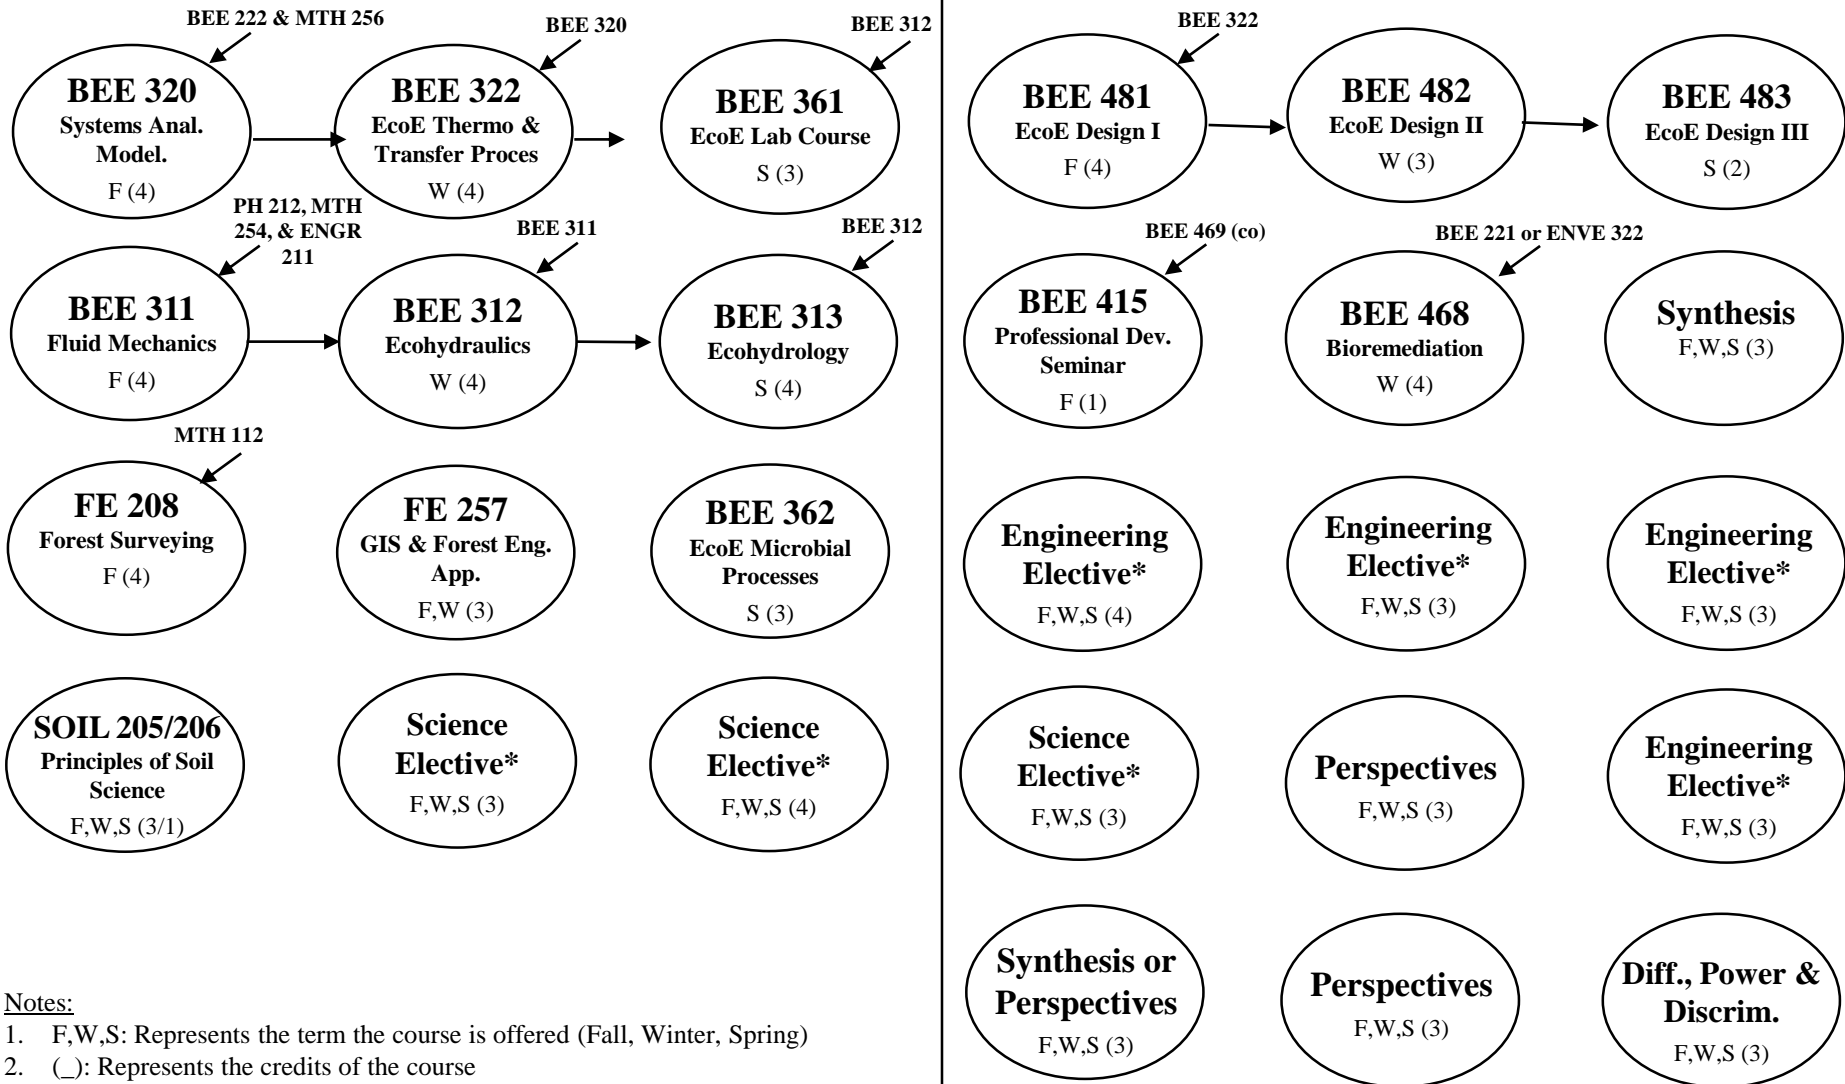 BEE 222 & MTH 256
BEE 320
Systems Anal.
Model.
F (4)
BEE 320
BEE 322
EcoE Thermo &
Transfer Proces
W (4)
BEE 312
BEE 361
EcoE Lab Course
S (3)
PH 212, MTH
254, & ENGR
211
BEE 311
Fluid Mechanics
F (4)
BEE 311
BEE 312
Ecohydraulics
W (4)
BEE 312
BEE 313
Ecohydrology
S (4)
MTH 112
FE 208
Forest Surveying
F (4)
FE 257
GIS & Forest Eng.
App.
F,W (3)
BEE 362
EcoE Microbial
Processes
S (3)
SOIL 205/206
Principles of Soil
Science
F,W,S (3/1)
Science
Elective*
F,W,S (3)
Science
Elective*
F,W,S (4)
Notes:
1. F,W,S: Represents the term the course is offered (Fall, Winter, Spring)
2. (_): Represents the credits of the course
BEE 322
BEE 481
EcoE Design I
F (4)
BEE 482
EcoE Design II
W (3)
BEE 483
EcoE Design III
S (2)
BEE 469 (co)
BEE 415
Professional Dev.
Seminar
F (1)
BEE 221 or ENVE 322
BEE 468
Bioremediation
W (4)
Synthesis
F,W,S (3)
Engineering
Elective*
F,W,S (4)
Engineering
Elective*
F,W,S (3)
Engineering
Elective*
F,W,S (3)
Science
Elective*
F,W,S (3)
Perspectives
F,W,S (3)
Engineering
Elective*
F,W,S (3)
Synthesis or
Perspectives
F,W,S (3)
Perspectives
F,W,S (3)
Diff., Power &
Discrim.
F,W,S (3)